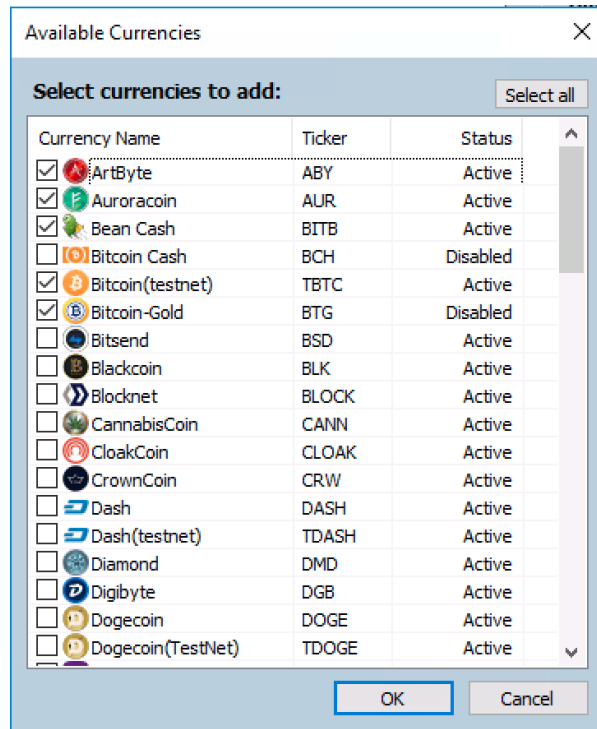 Available Currencies
Select currencies to add:
Select all
Currency Name Ticker Status
ArtByte ABY Active
Auroracoin AUR Active
Bean Cash BITB Active
Bitcoin Cash BCH Disabled
Bitcoin(testnet) TBTC Active
Bitcoin-Gold BTG Disabled
Bitsend BSD Active
Blackcoin BLK Active
Blocknet BLOCK Active
CannabisCoin CANN Active
CloakCoin CLOAK Active
CrownCoin CRW Active
Dash DASH Active
Dash(testnet) TDASH Active
Diamond DMD Active
Digibyte DGB Active
Dogecoin DOGE Active
Dogecoin(TestNet) TDOGE Active
OK Cancel